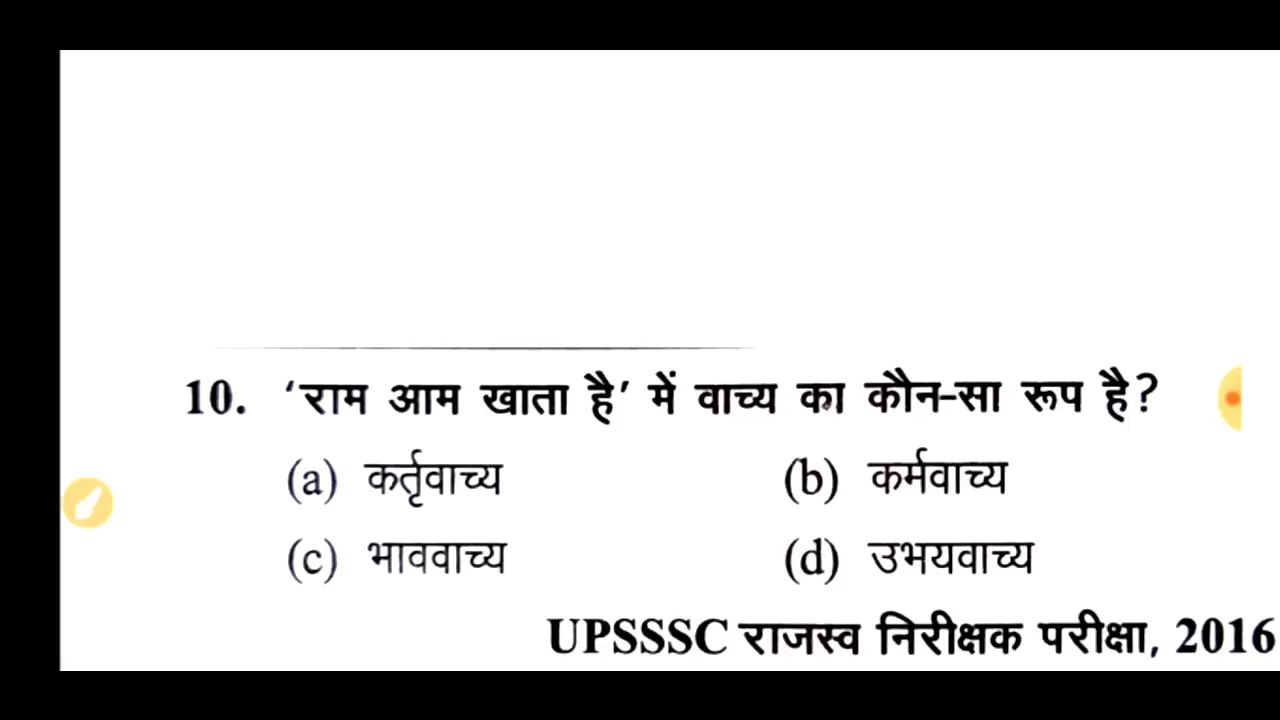 10. ‘राम आम खाता है’ में वाच्य का कौन-सा रूप है?
(a) कर्तृवाच्य (b) कर्मवाच्य
(c) भाववाच्य (d) उभयवाच्य
UPSSSC राजस्व निरीक्षक परीक्षा, 2016